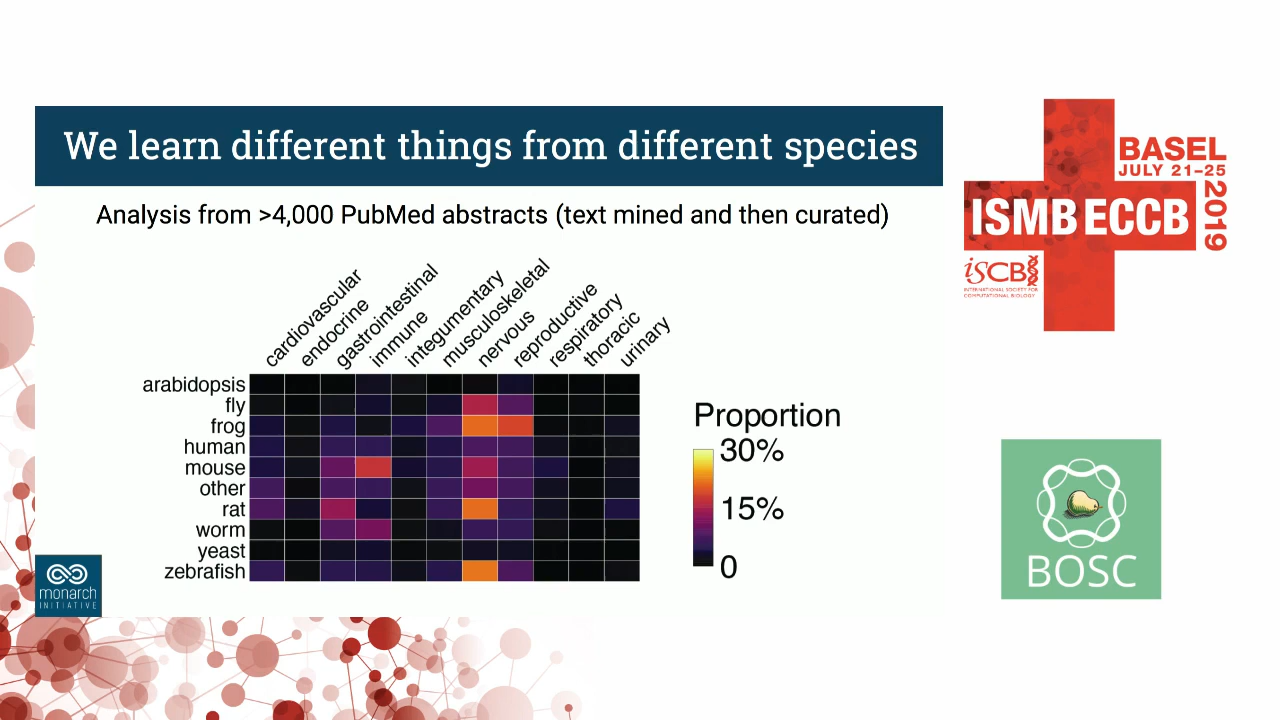 We learn different things from different species
Analysis from >4,000 PubMed abstracts (text mined and then curated)
cardiovascular
endocrine
gastrointestinal
immune
integumentary
musculoskeletal
nervous
reproductive
respiratory
thoracic
urinary
arabidopsis
fly
frog
human
mouse
other
rat
worm
yeast
zebrafish
Proportion
30%
15%
0
monarch
INITIATIVE
BASEL
JULY 21–25
2019
ISMB ECCB
iSCB
INTERNATIONAL SOCIETY FOR
COMPUTATIONAL BIOLOGY
BOSC